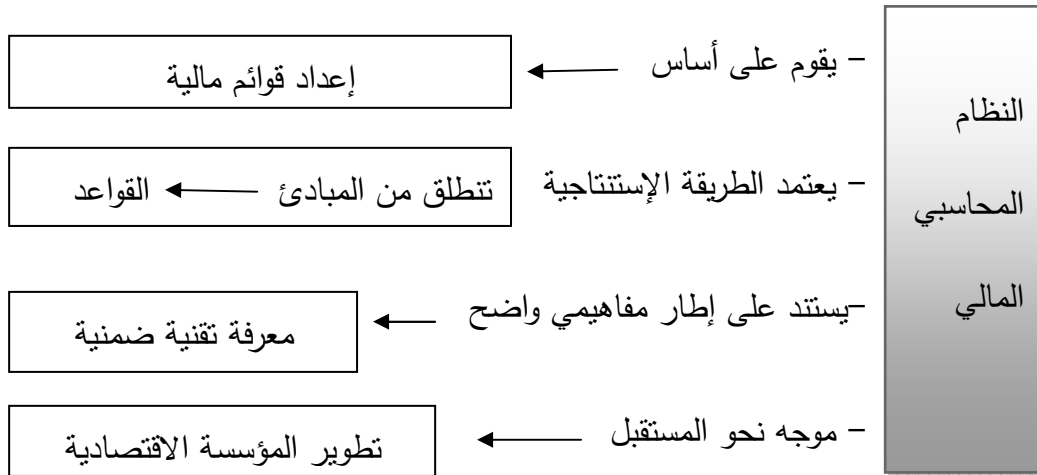 النظام
المحاسبي
المالي
– يقوم على أساس
إعداد قوائم مالية
– يعتمد الطريقة الإستنتاجية
تنطلق من المبادئ
القواعد
–يستند على إطار مفاهيمي واضح
معرفة تقنية ضمنية
– موجه نحو المستقبل
تطوير المؤسسة الاقتصادية